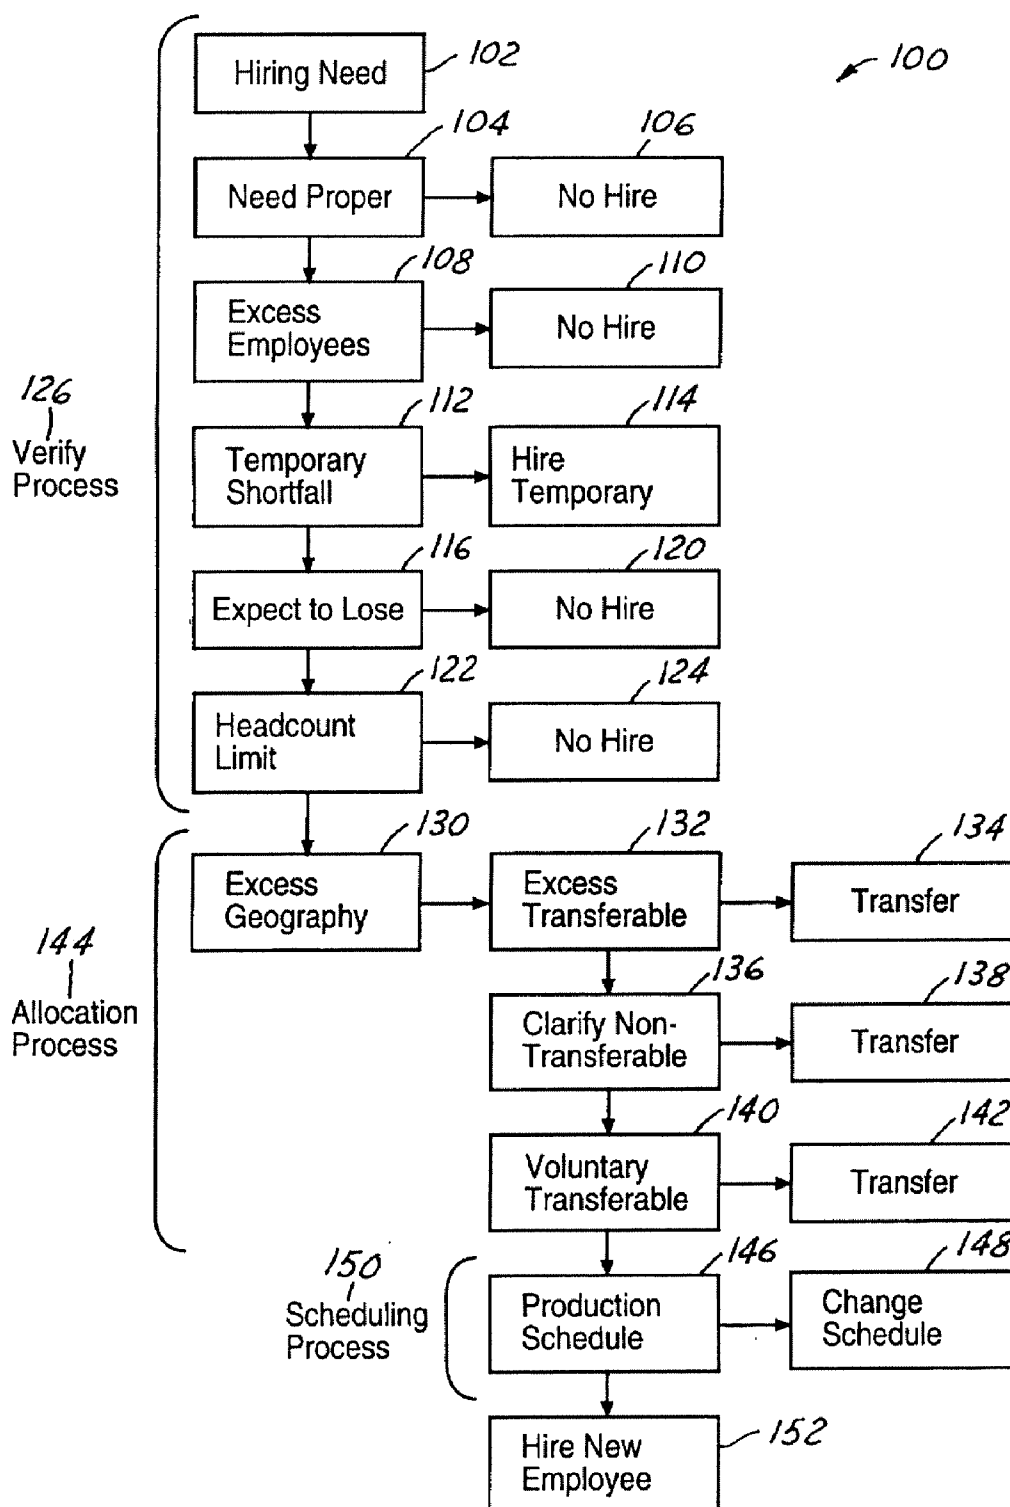 100
102
Hiring Need
104
106
Need Proper
No Hire
108
110
Excess
Employees
No Hire
126
Verify
Process
112
114
Temporary
Shortfall
Hire
Temporary
116
120
Expect to Lose
No Hire
122
124
Headcount
Limit
No Hire
130
132
134
Excess
Geography
Excess
Transferable
Transfer
144
Allocation
Process
136
138
Clarify Non-
Transferable
Transfer
140
142
Voluntary
Transferable
Transfer
150
Scheduling
Process
146
148
Production
Schedule
Change
Schedule
152
Hire New
Employee